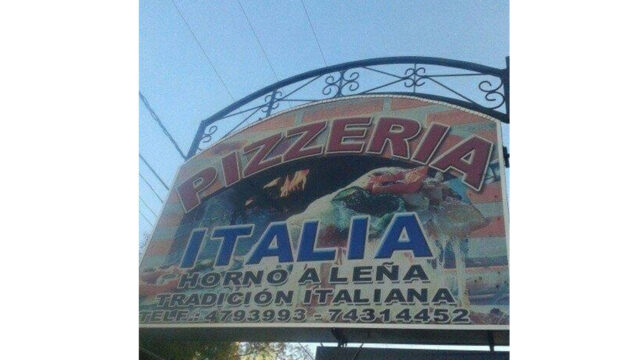 PIZZERIA
ITALIA
HORNO A LEÑA
TRADICIÓN ITALIANA
TELF.: 4793993 - 74314452